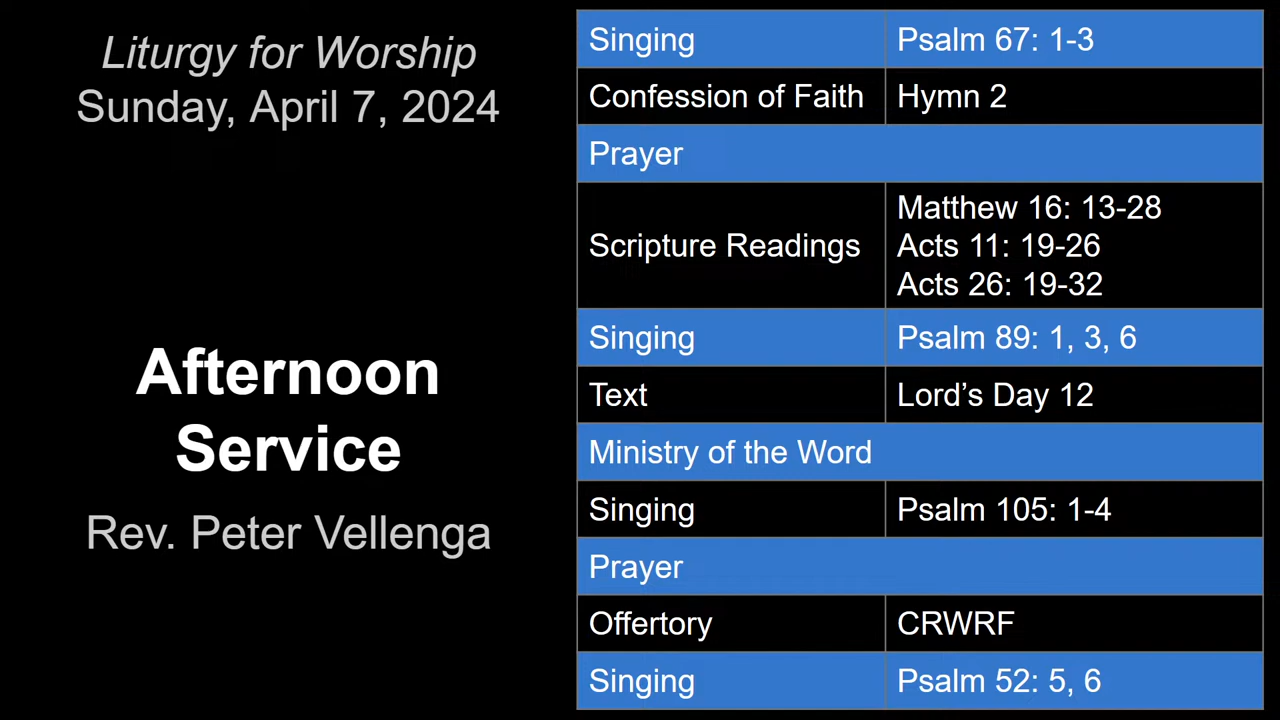 Liturgy for Worship
Sunday, April 7, 2024
Afternoon
Service
Rev. Peter Vellenga
Singing Psalm 67: 1-3
Confession of Faith Hymn 2
Prayer
Scripture Readings Matthew 16: 13-28
Acts 11: 19-26
Acts 26: 19-32
Singing Psalm 89: 1, 3, 6
Text Lord’s Day 12
Ministry of the Word
Singing Psalm 105: 1-4
Prayer
Offertory CRWRF
Singing Psalm 52: 5, 6